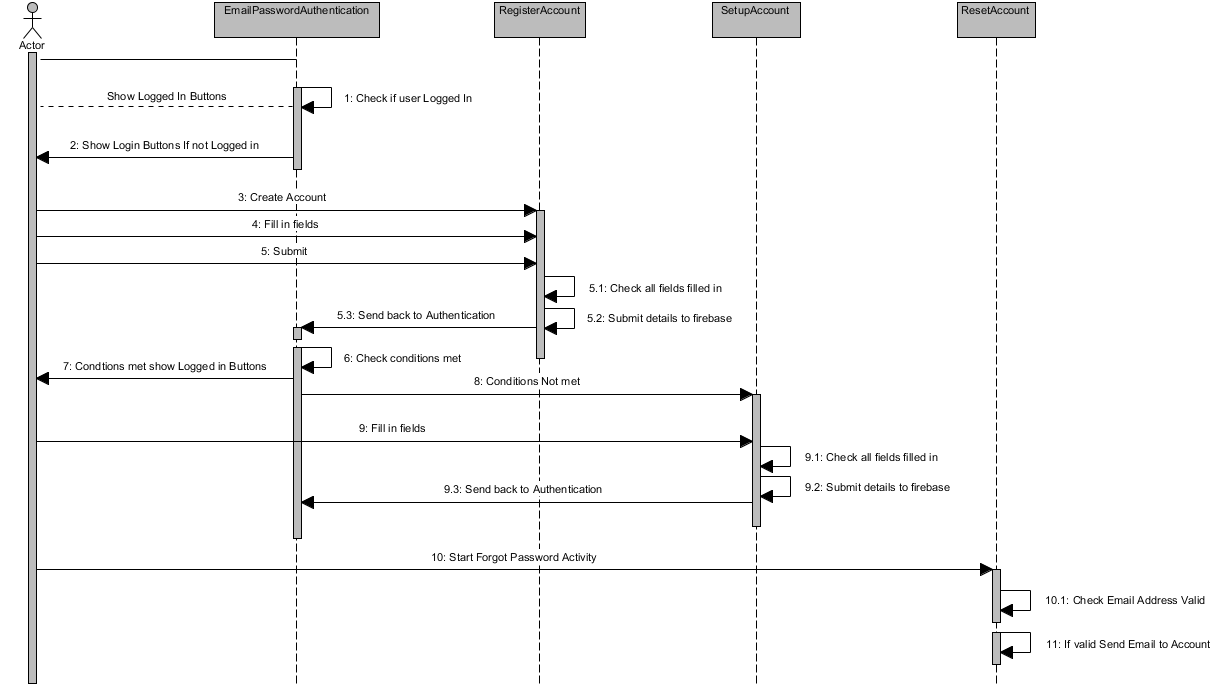 EmailPasswordAuthentication
RegisterAccount
SetupAccount
ResetAccount
Actor
Show Logged In Buttons
1: Check if user Logged In
2: Show Login Buttons If not Logged in
3: Create Account
4: Fill in fields
5: Submit
5.1: Check all fields filled in
5.2: Submit details to firebase
5.3: Send back to Authentication
6: Check conditions met
7: Condtions met show Logged in Buttons
8: Conditions Not met
9: Fill in fields
9.1: Check all fields filled in
9.2: Submit details to firebase
9.3: Send back to Authentication
10: Start Forgot Password Activity
10.1: Check Email Address Valid
11: If valid Send Email to Account